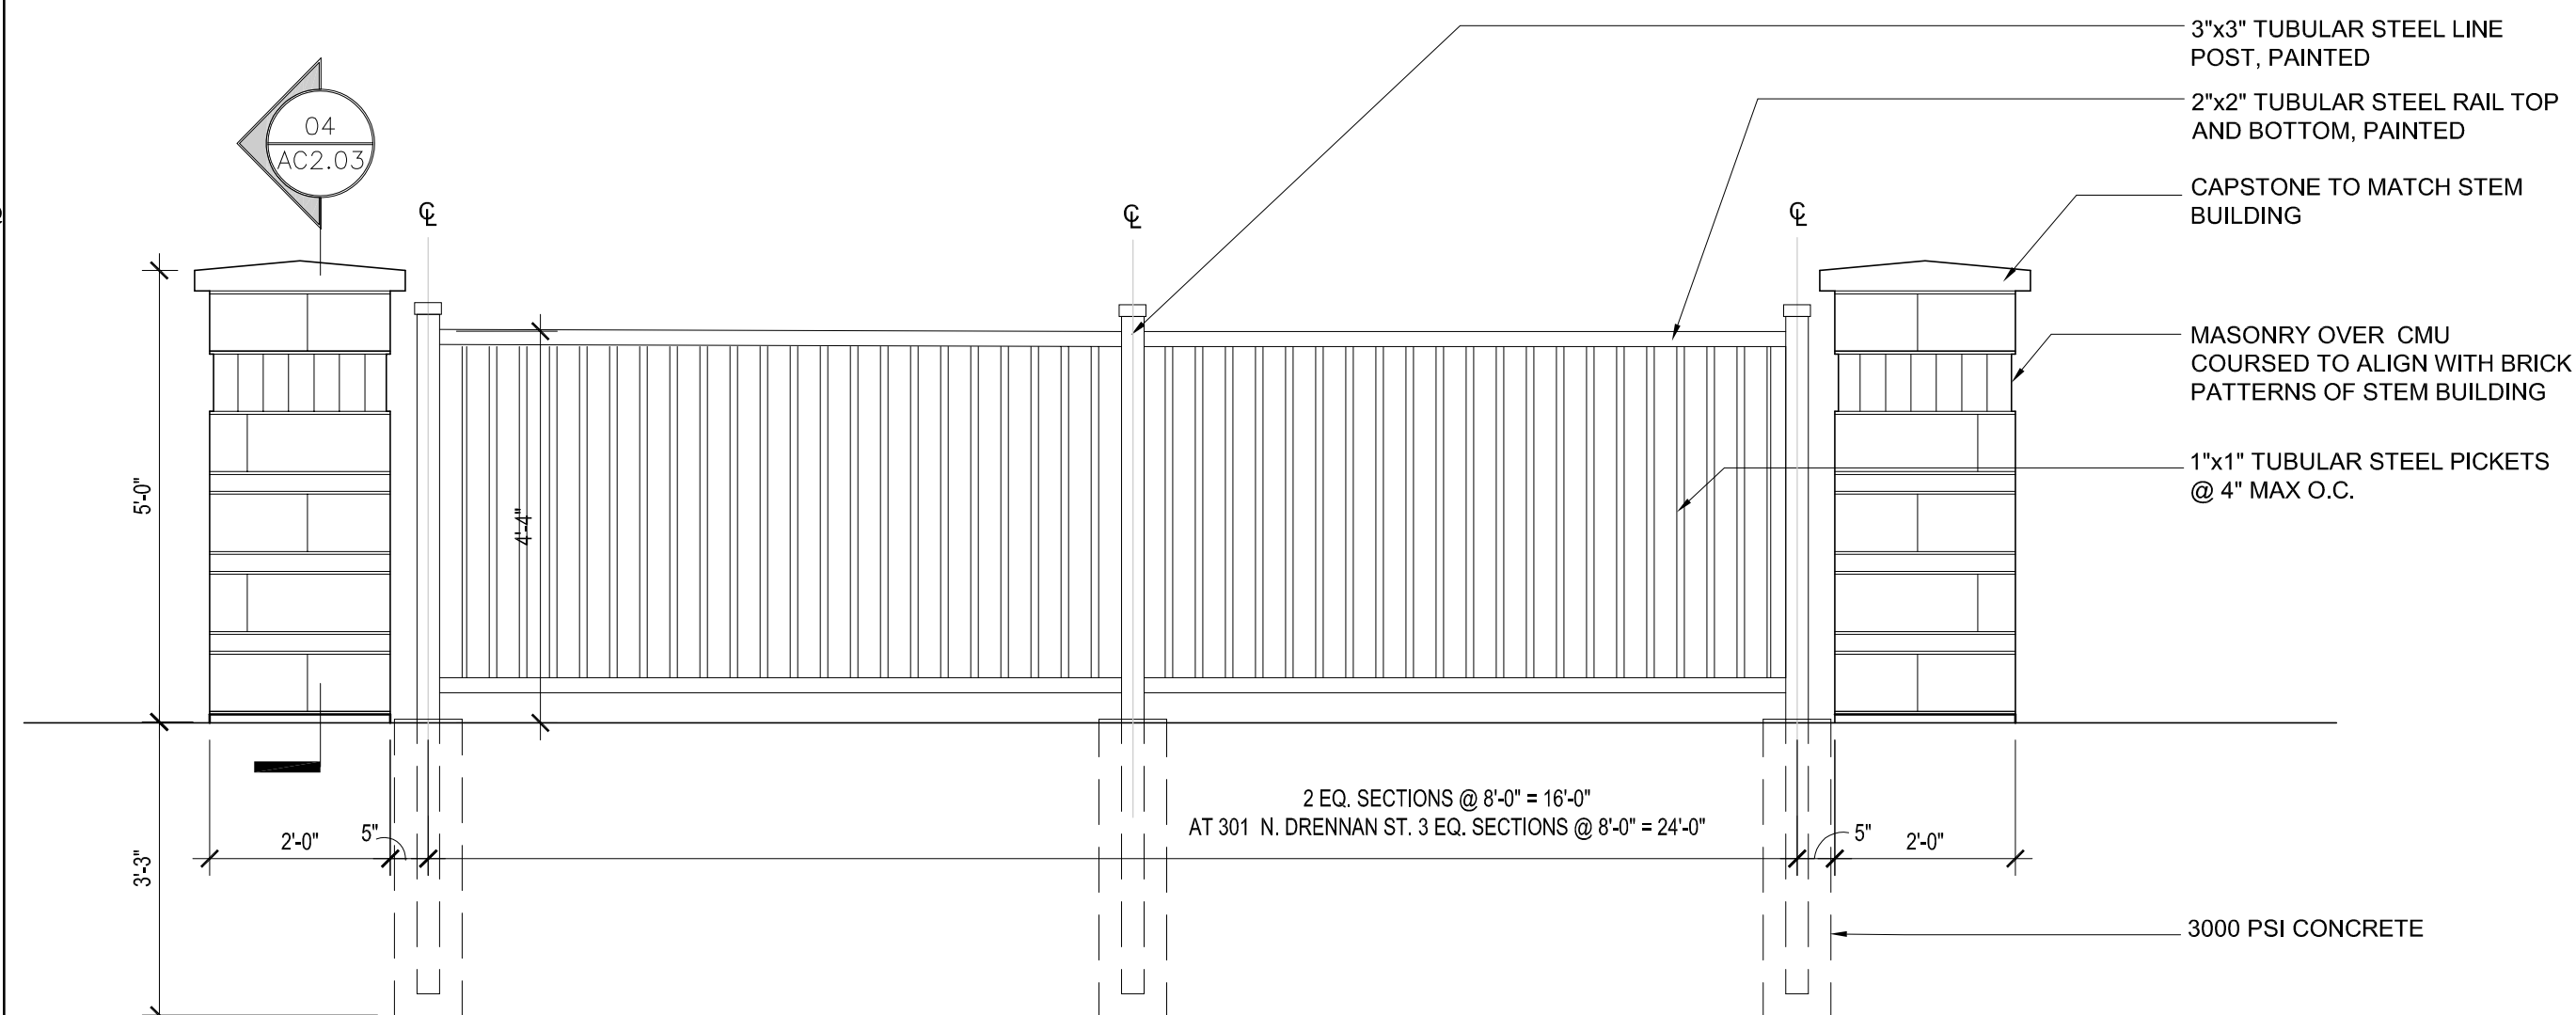 3"x3" TUBULAR STEEL LINE
POST, PAINTED
2"x2" TUBULAR STEEL RAIL TOP
AND BOTTOM, PAINTED
CAPSTONE TO MATCH STEM
BUILDING
MASONRY OVER CMU
COURSED TO ALIGN WITH BRICK
PATTERNS OF STEM BUILDING
1"x1" TUBULAR STEEL PICKETS
@ 4" MAX O.C.
3000 PSI CONCRETE
04
AC2.03
℄
℄
℄
5'-0"
4'-4"
3'-3"
2'-0"
5"
2 EQ. SECTIONS @ 8'-0" = 16'-0"
AT 301 N. DRENNAN ST. 3 EQ. SECTIONS @ 8'-0" = 24'-0"
5"
2'-0"